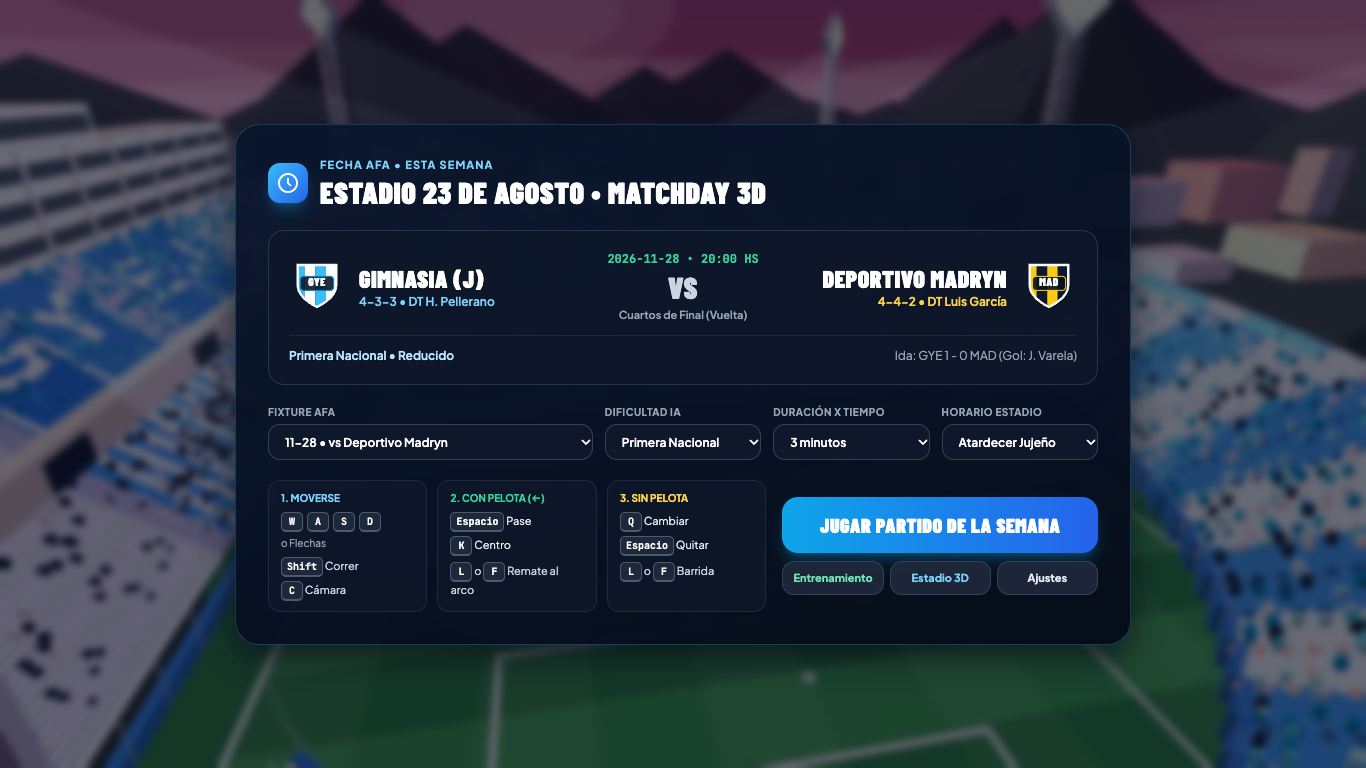 FECHA AFA • ESTA SEMANA
ESTADIO 23 DE AGOSTO • MATCHDAY 3D
GYE
GIMNASIA (J)
4-3-3 • DT H. Pellerano
2026-11-28 • 20:00 HS
VS
Cuartos de Final (Vuelta)
DEPORTIVO MADRYN
4-4-2 • DT Luis García
MAD
Primera Nacional • Reducido
Ida: GYE 1 - 0 MAD (Gol: J. Varela)
FIXTURE AFA
11-28 • vs Deportivo Madryn
DIFICULTAD IA
Primera Nacional
DURACIÓN X TIEMPO
3 minutos
HORARIO ESTADIO
Atardecer Jujeño
1. MOVERSE
W A S D
o Flechas
Shift Correr
C Cámara
2. CON PELOTA (←)
Espacio Pase
K Centro
L o F Remate al
arco
3. SIN PELOTA
Q Cambiar
Espacio Quitar
L o F Barrida
JUGAR PARTIDO DE LA SEMANA
Entrenamiento
Estadio 3D
Ajustes